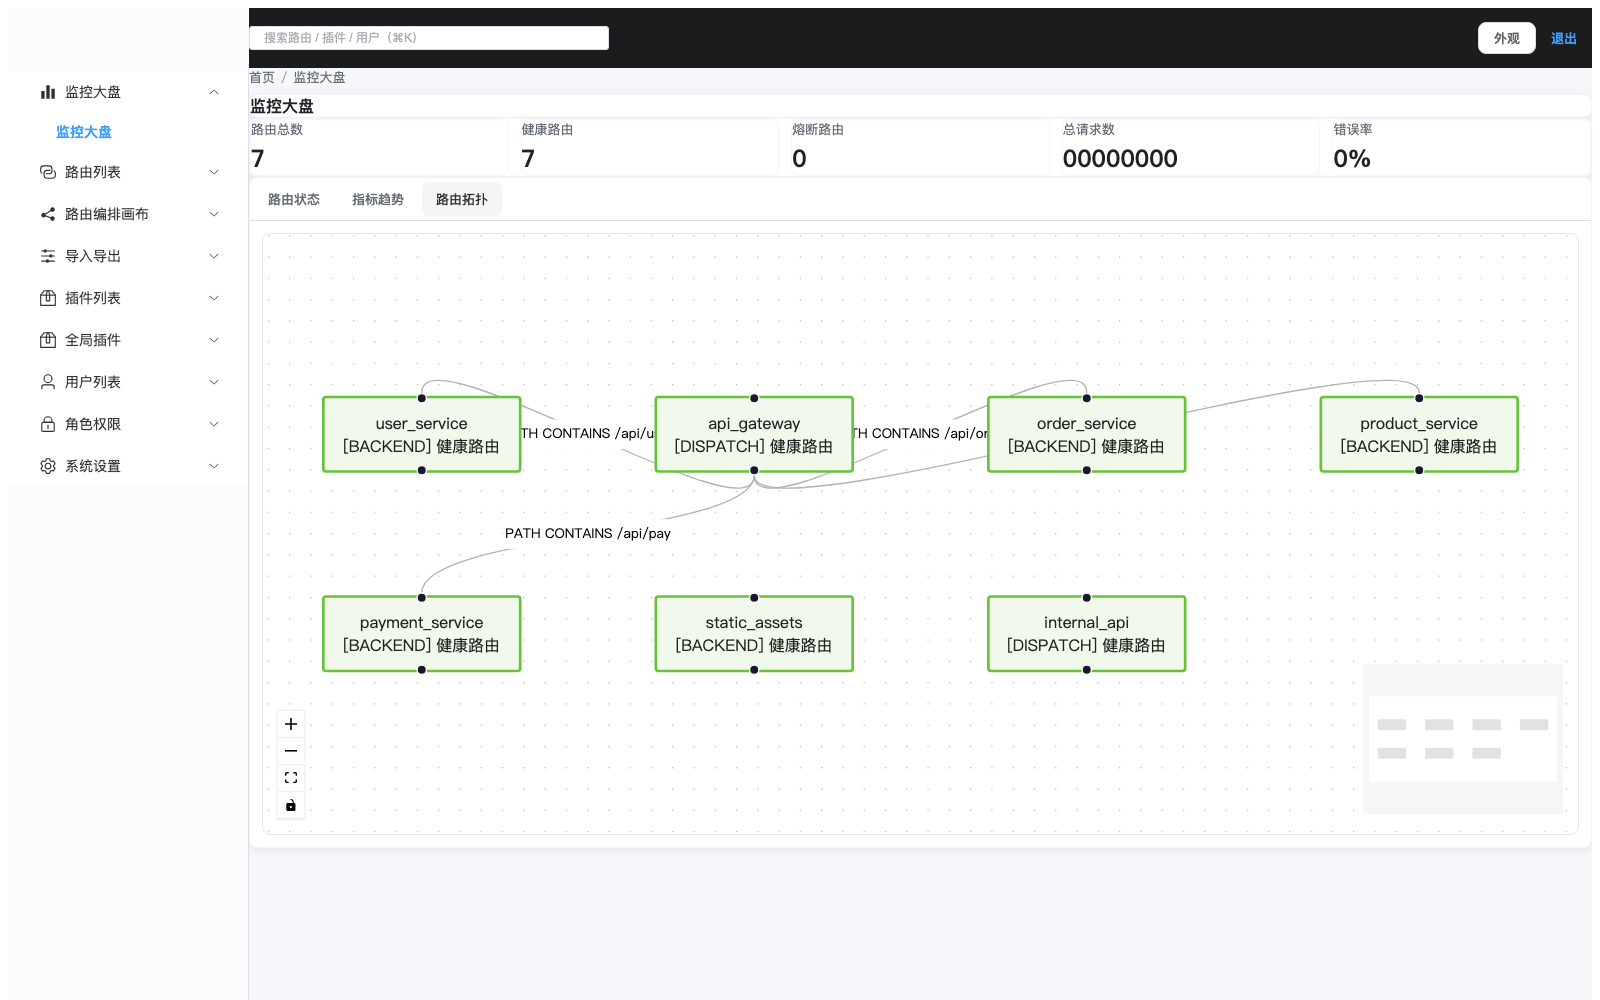 搜索路由 / 插件 / 用户（⌘K）
外观
退出
监控大盘
监控大盘
路由列表
路由编排画布
导入导出
插件列表
全局插件
用户列表
角色权限
系统设置
首页 / 监控大盘
监控大盘
路由总数
7
健康路由
7
熔断路由
0
总请求数
00000000
错误率
0%
路由状态
指标趋势
路由拓扑
user_service
[BACKEND] 健康路由
TH CONTAINS /api/u
api_gateway
[DISPATCH] 健康路由
TH CONTAINS /api/or
order_service
[BACKEND] 健康路由
product_service
[BACKEND] 健康路由
PATH CONTAINS /api/pay
payment_service
[BACKEND] 健康路由
static_assets
[BACKEND] 健康路由
internal_api
[DISPATCH] 健康路由